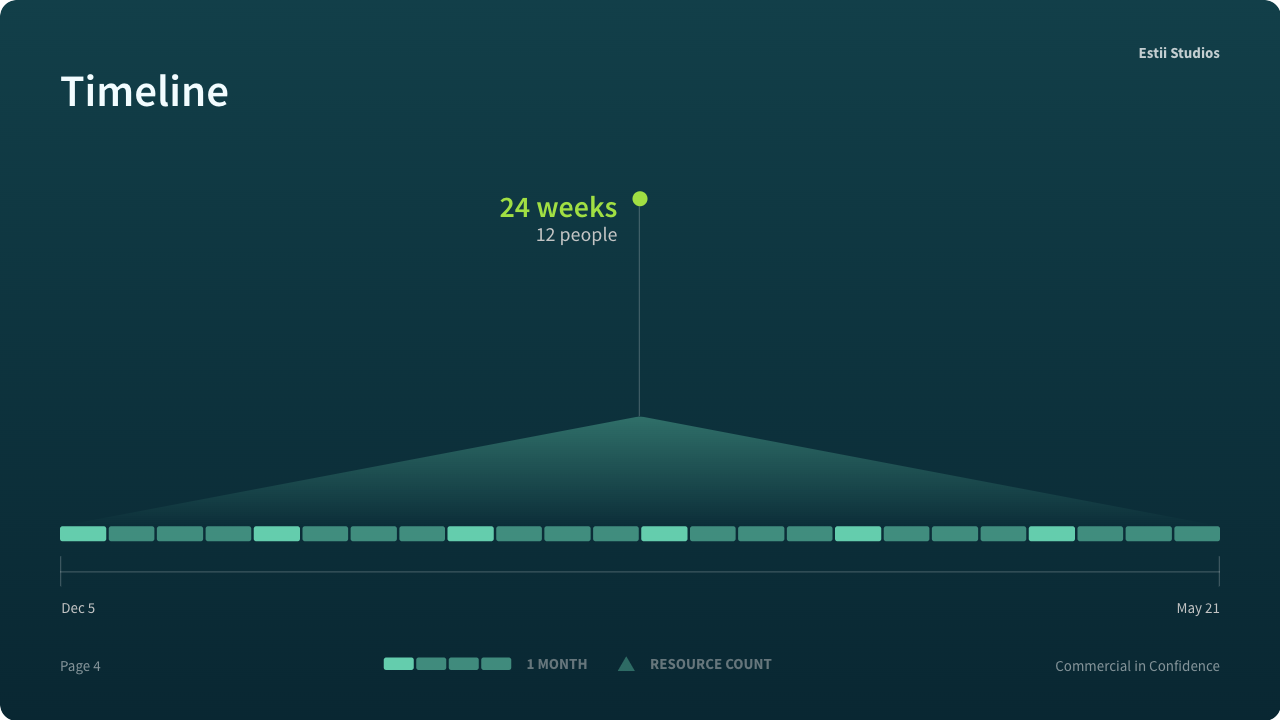 Estii Studios
Timeline
24 weeks
12 people
Dec 5
May 21
Page 4
1 MONTH
RESOURCE COUNT
Commercial in Confidence